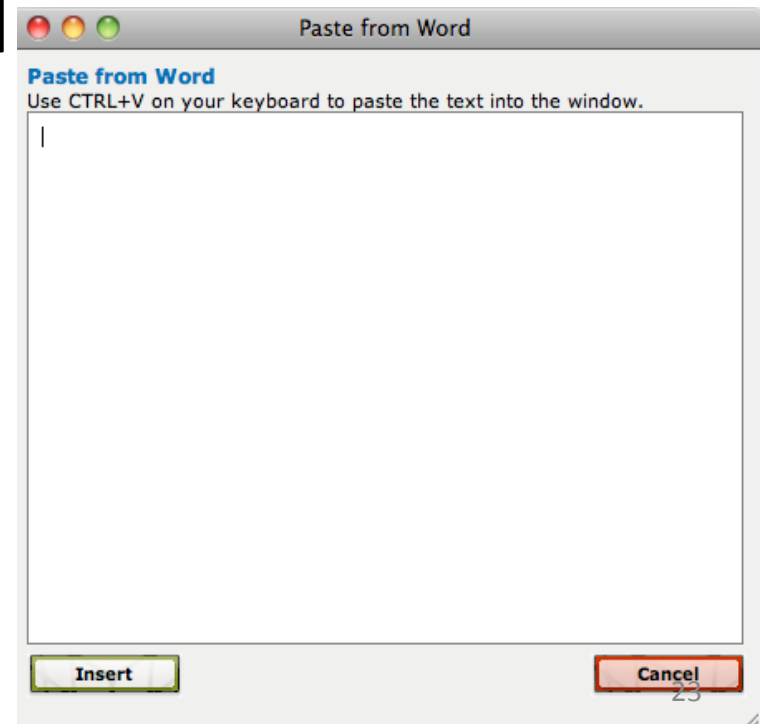 Paste from Word
Paste from Word
Use CTRL+V on your keyboard to paste the text into the window.
Insert
Cancel
23